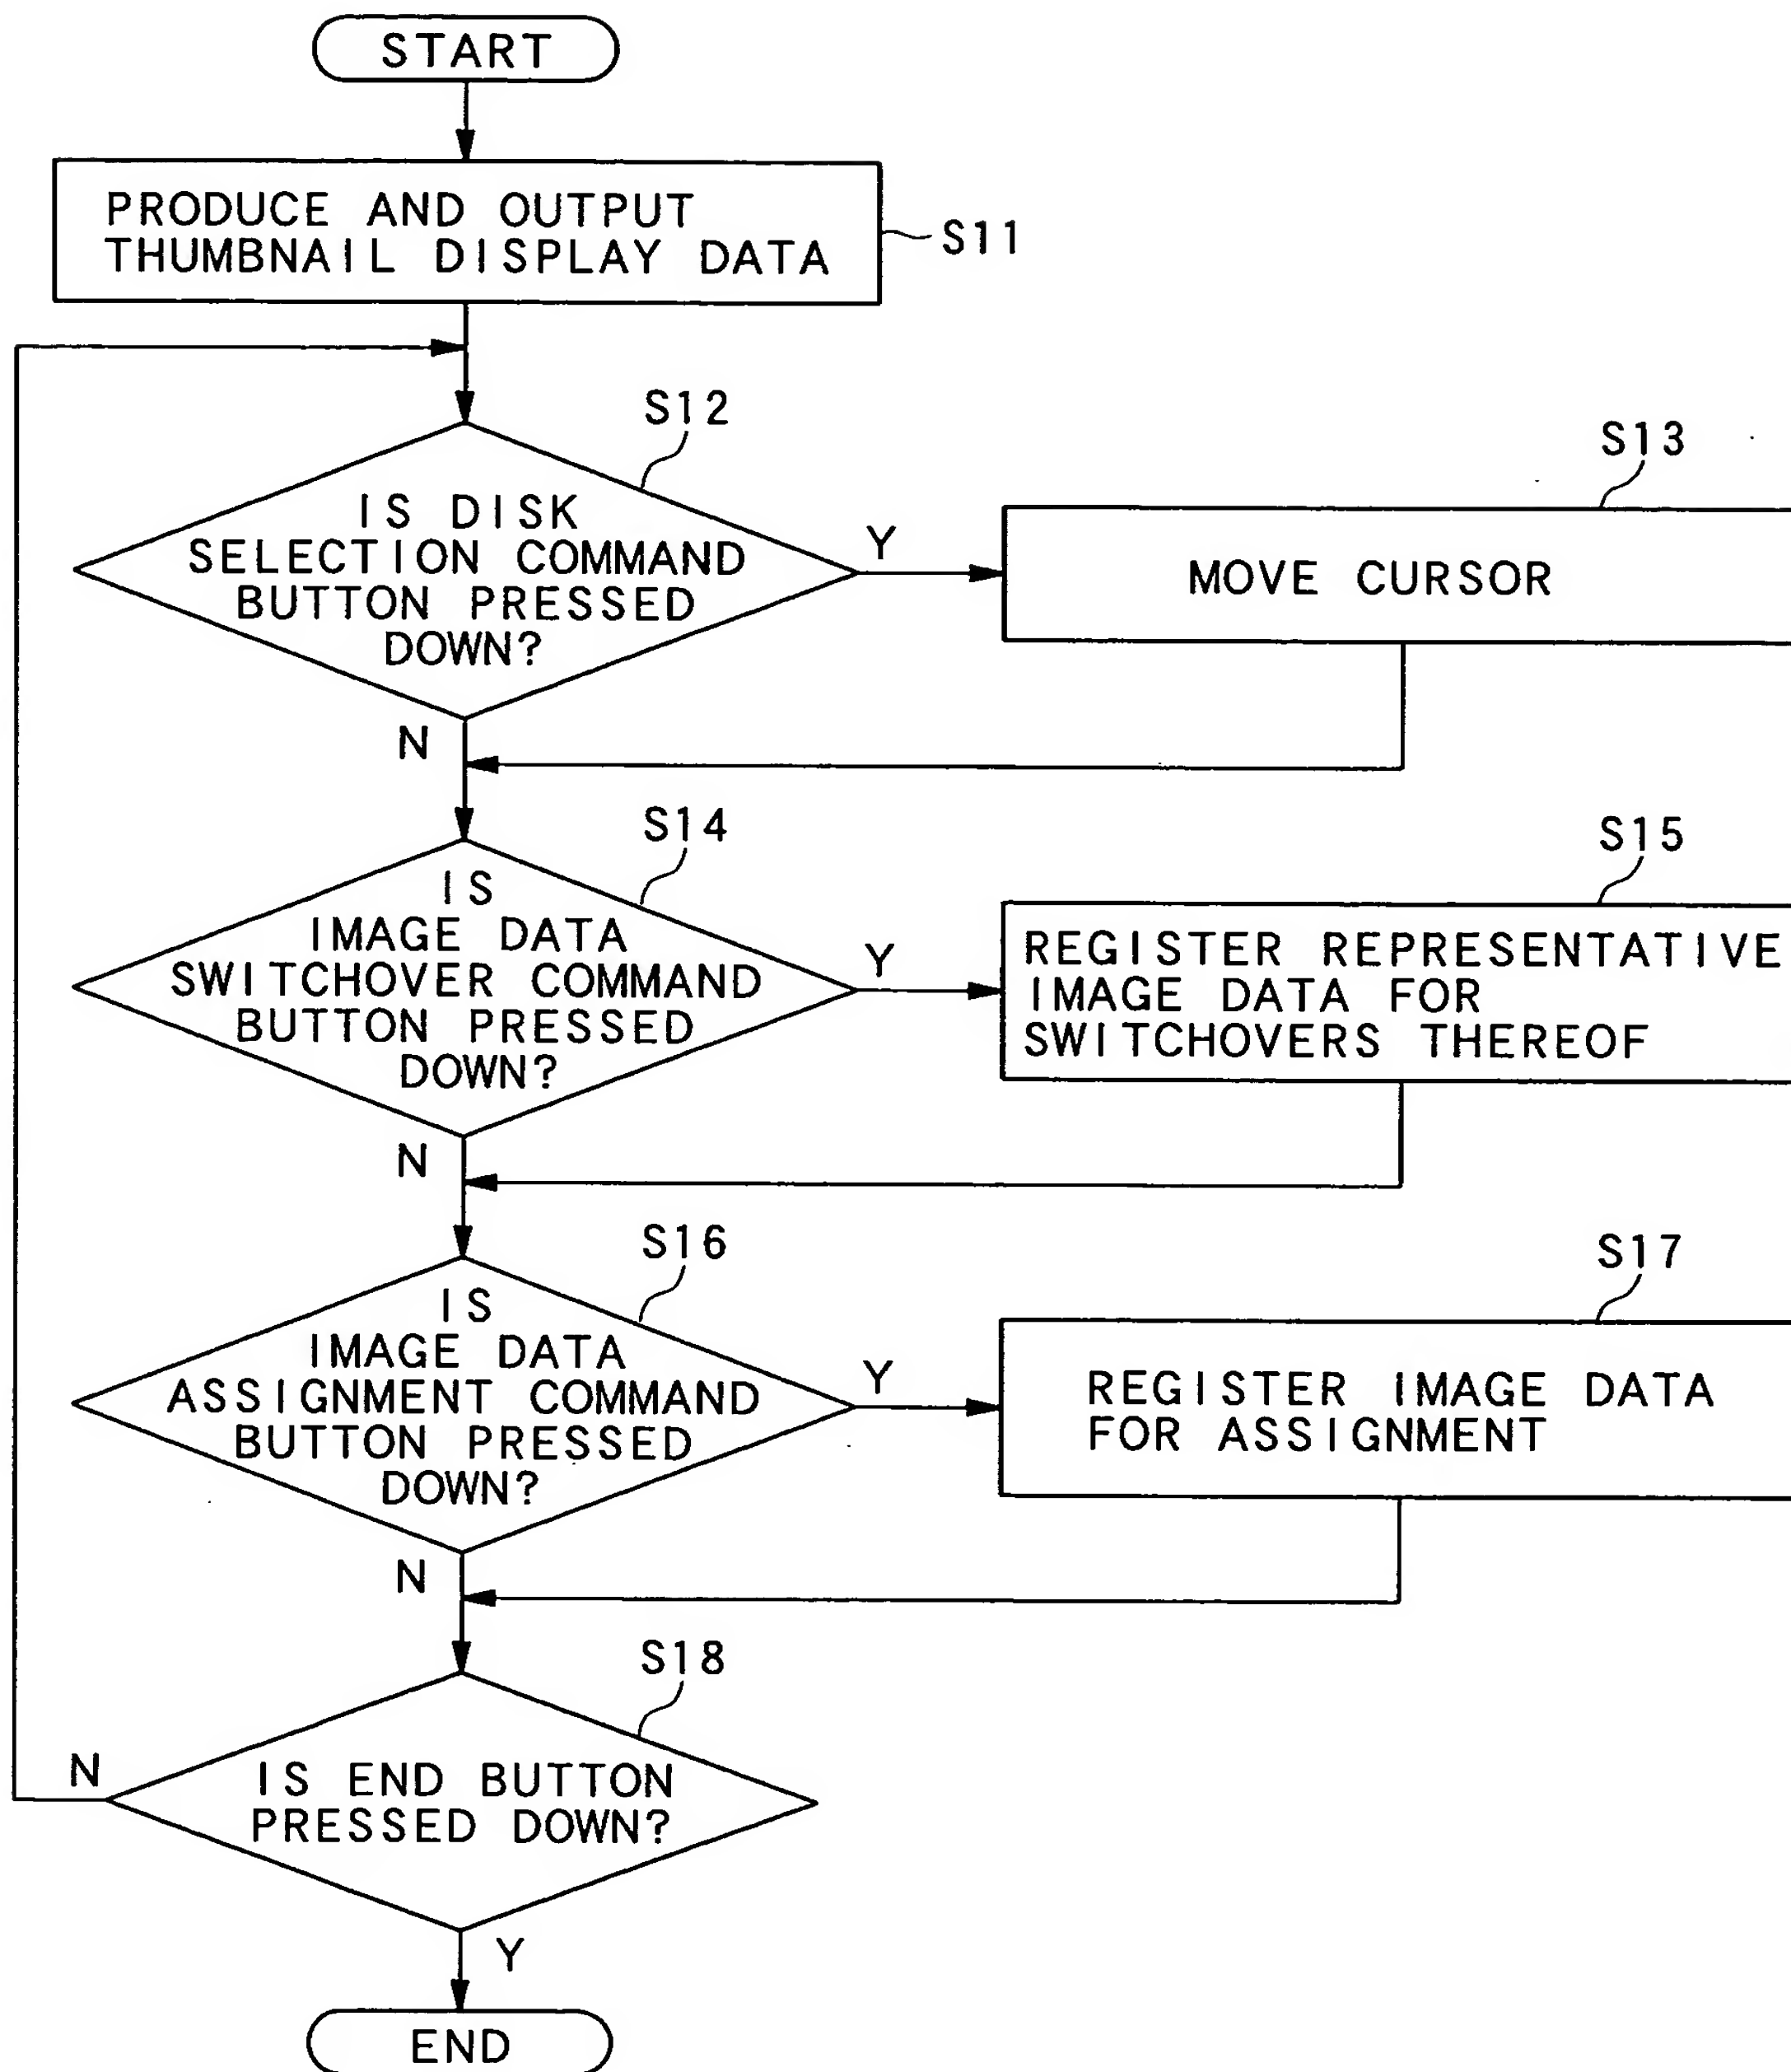 START
PRODUCE AND OUTPUT
THUMBNAIL DISPLAY DATA
S11
S12
IS DISK
SELECTION COMMAND
BUTTON PRESSED
DOWN?
Y
N
S13
MOVE CURSOR
S14
IS
IMAGE DATA
SWITCHOVER COMMAND
BUTTON PRESSED
DOWN?
Y
N
S15
REGISTER REPRESENTATIVE
IMAGE DATA FOR
SWITCHOVERS THEREOF
S16
IS
IMAGE DATA
ASSIGNMENT COMMAND
BUTTON PRESSED
DOWN?
Y
N
S17
REGISTER IMAGE DATA
FOR ASSIGNMENT
S18
IS END BUTTON
PRESSED DOWN?
N
Y
END